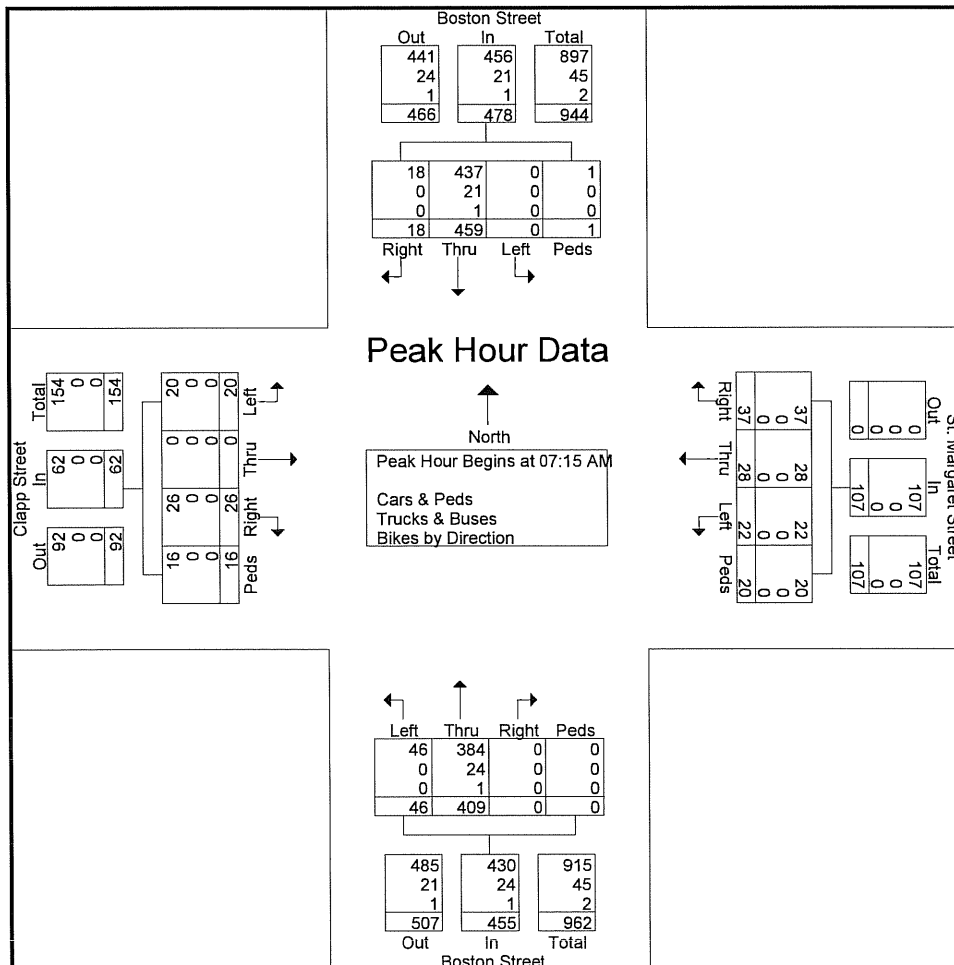 Boston Street
Out In Total
441 456 897
24 21 45
1 1 2
466 478 944
18 437 0 1
0 21 0 0
0 1 0 0
18 459 0 1
Right Thru Left Peds
Peak Hour Data
North
Peak Hour Begins at 07:15 AM
Cars & Peds
Trucks & Buses
Bikes by Direction
Clapp Street
Out In Total
92 62 154
0 0 0
0 0 0
92 62 154
16 26 0 20
0 0 0 0
0 0 0 0
16 26 0 20
Peds Right Thru Left
St. Margaret Street
Out In Total
0 107 107
0 0 0
0 0 0
0 107 107
37 28 22 20
0 0 0 0
0 0 0 0
37 28 22 20
Right Thru Left Peds
Left Thru Right Peds
46 384 0 0
0 24 0 0
0 1 0 0
46 409 0 0
485 430 915
21 24 45
1 1 2
507 455 962
Out In Total
Boston Street